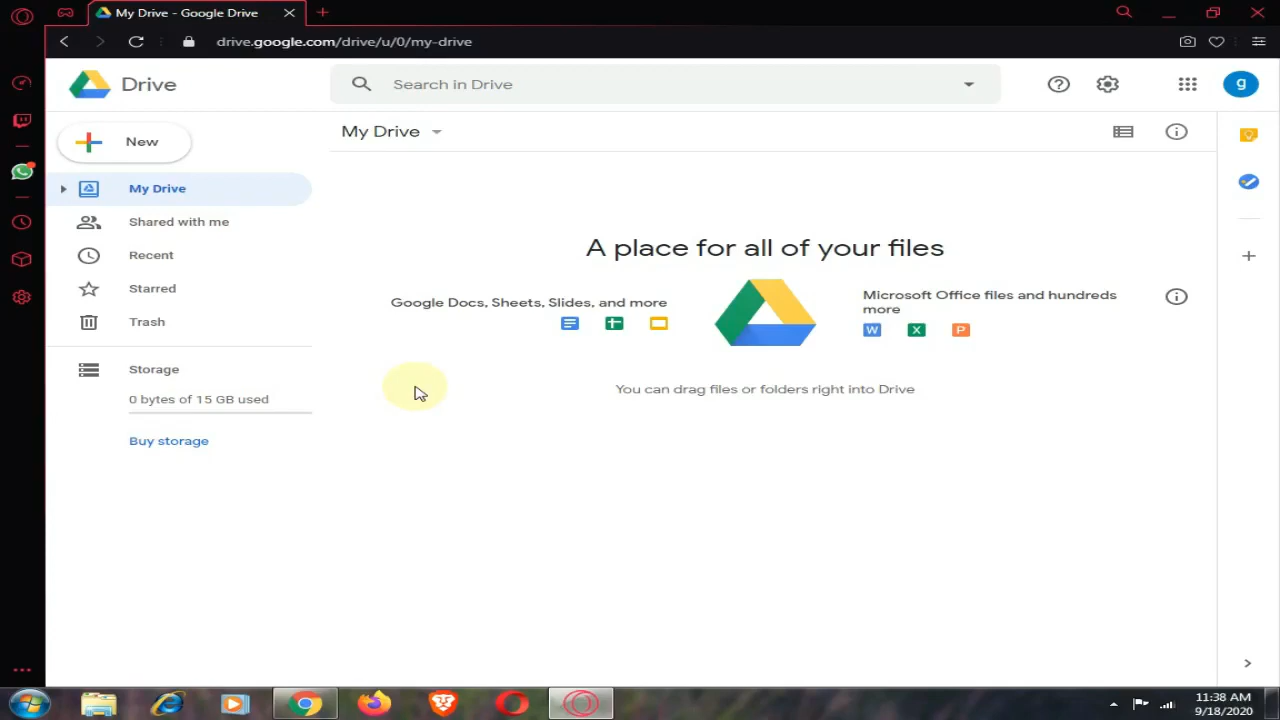 My Drive - Google Drive
drive.google.com/drive/u/0/my-drive
Drive
Search in Drive
g
New
My Drive
My Drive
Shared with me
Recent
Starred
Trash
Storage
0 bytes of 15 GB used
Buy storage
A place for all of your files
Google Docs, Sheets, Slides, and more
Microsoft Office files and hundreds
more
W
X
P
You can drag files or folders right into Drive
11:38 AM
9/18/2020